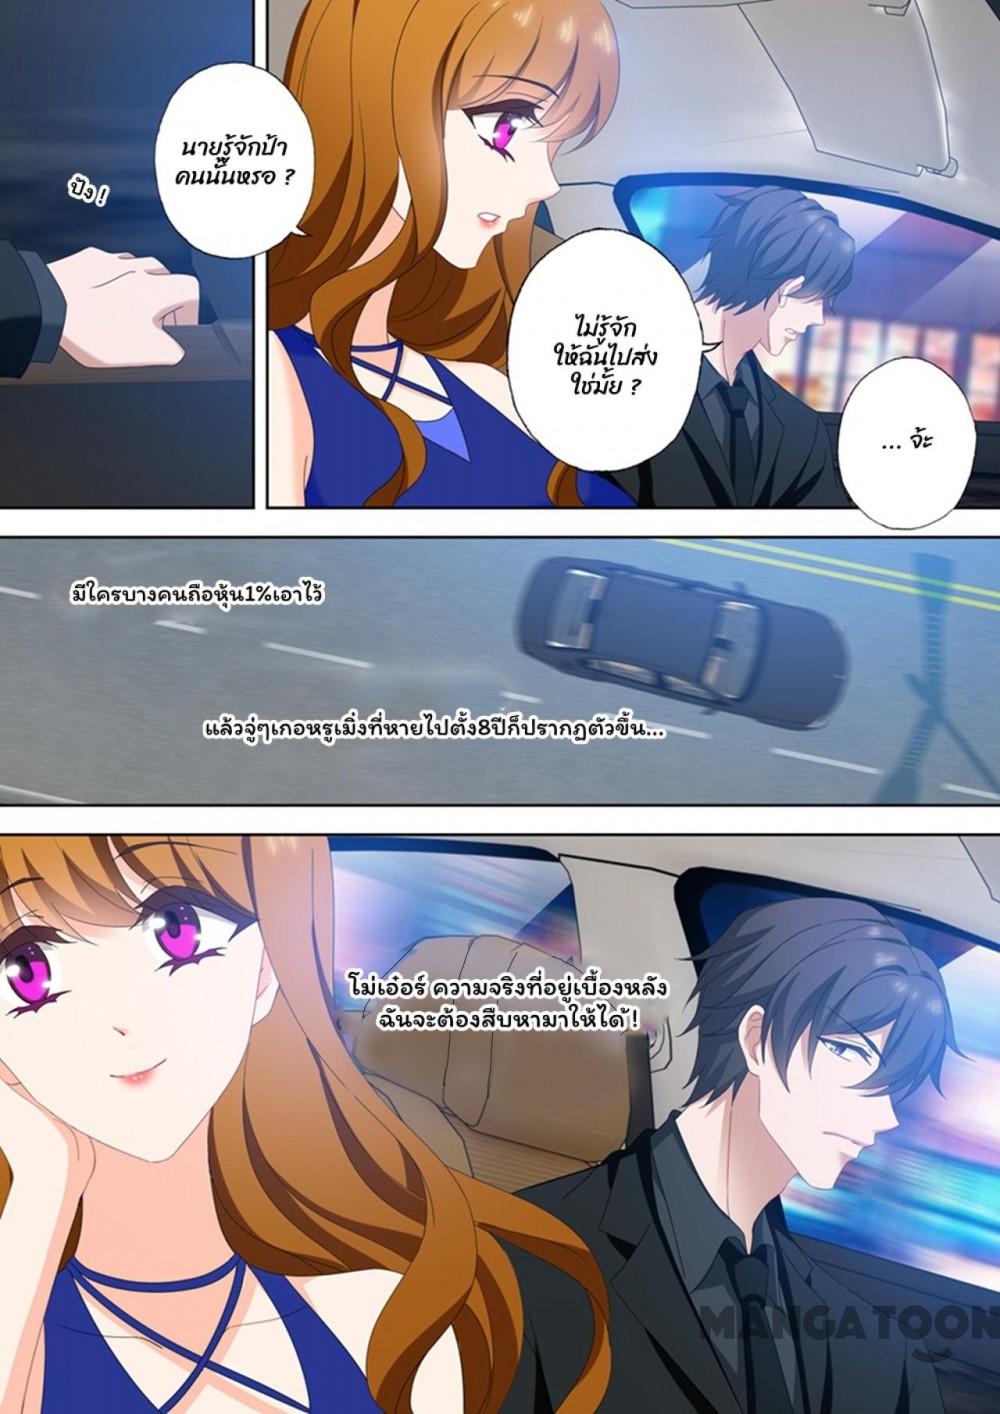 ปัง !
นายรู้จักป้า
คนนั้นหรอ ?
ไม่รู้จัก
ให้ฉันไปส่ง
ใช่มั้ย ?
... จ้ะ
มีใครบางคนถือหุ้น1%เอาไว้
แล้วจู่ๆเกอหรูเมิ่งที่หายไปตั้ง8ปีก็ปรากฏตัวขึ้น...
โม่เอ๋อร์ ความจริงที่อยู่เบื้องหลัง
ฉันจะต้องสืบหามาให้ได้ !
MANGATOON